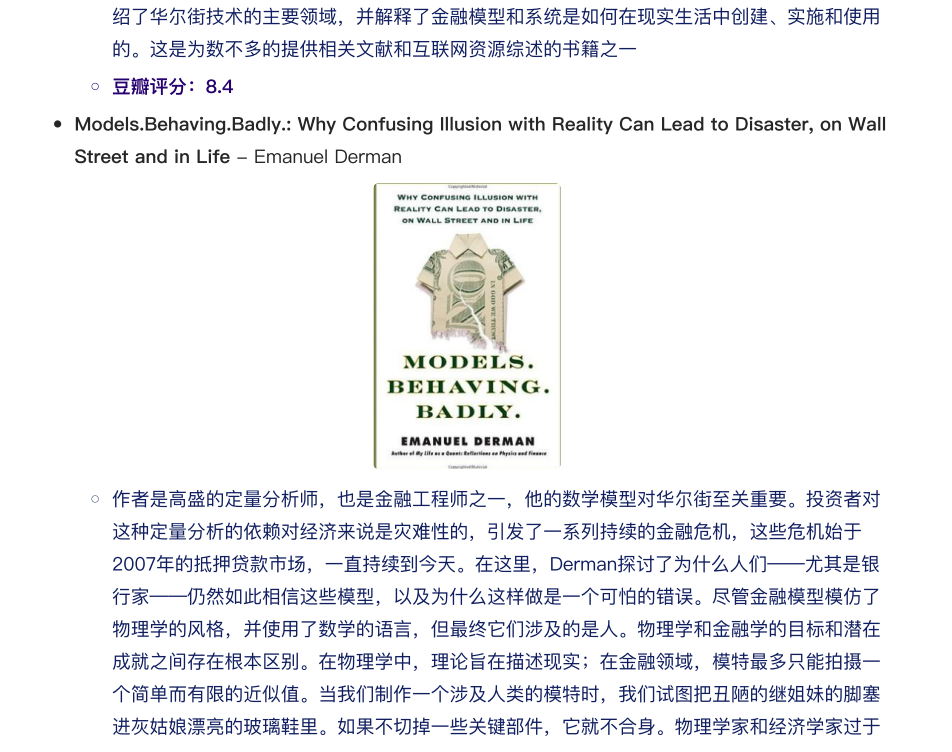 绍了华尔街技术的主要领域，并解释了金融模型和系统是如何在现实生活中创建、实施和使用
的。这是为数不多的提供相关文献和互联网资源综述的书籍之一
豆瓣评分：8.4
Models.Behaving.Badly.: Why Confusing Illusion with Reality Can Lead to Disaster, on Wall
Street and in Life – Emanuel Derman
Copyrighted Material
WHY CONFUSING ILLUSION WITH
REALITY CAN LEAD TO DISASTER,
ON WALL STREET AND IN LIFE
MODELS.
BEHAVING.
BADLY.
EMANUEL DERMAN
Author of My Life as a Quant: Reflections on Physics and Finance
Copyrighted Material
作者是高盛的定量分析师，也是金融工程师之一，他的数学模型对华尔街至关重要。投资者对
这种定量分析的依赖对经济来说是灾难性的，引发了一系列持续的金融危机，这些危机始于
2007年的抵押贷款市场，一直持续到今天。在这里，Derman探讨了为什么人们——尤其是银
行家——仍然如此相信这些模型，以及为什么这样做是一个可怕的错误。尽管金融模型模仿了
物理学的风格，并使用了数学的语言，但最终它们涉及的是人。物理学和金融学的目标和潜在
成就之间存在根本区别。在物理学中，理论旨在描述现实；在金融领域，模特最多只能拍摄一
个简单而有限的近似值。当我们制作一个涉及人类的模特时，我们试图把丑陋的继姐妹的脚塞
进灰姑娘漂亮的玻璃鞋里。如果不切掉一些关键部件，它就不合身。物理学家和经济学家过于